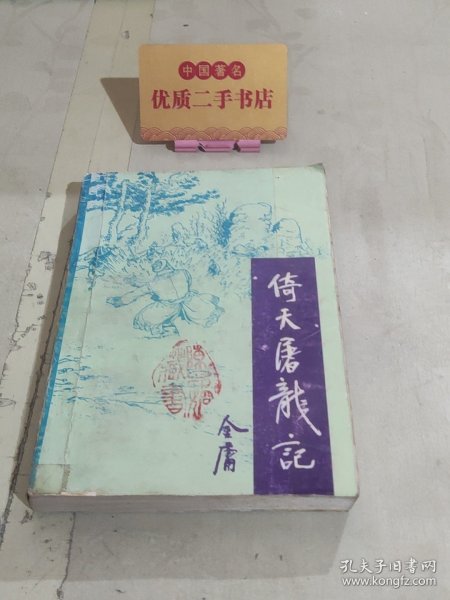 中国著名
优质二手书店
倚天屠龍記
金庸
孔夫子旧书网
www.kongfz.com